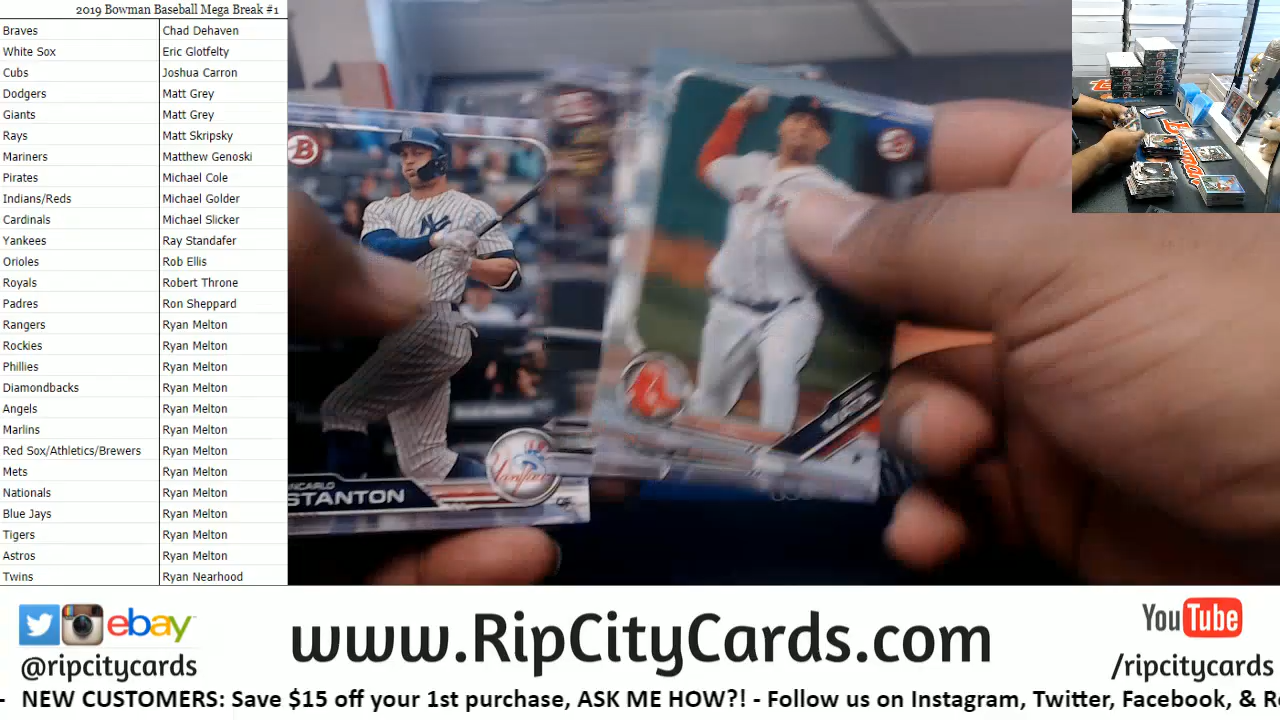 2019 Bowman Baseball Mega Break #1
Braves Chad Dehaven
White Sox Eric Glotfelty
Cubs Joshua Carron
Dodgers Matt Grey
Giants Matt Grey
Rays Matt Skripsky
Mariners Matthew Genoski
Pirates Michael Cole
Indians/Reds Michael Golder
Cardinals Michael Slicker
Yankees Ray Standafer
Orioles Rob Ellis
Royals Robert Throne
Padres Ron Sheppard
Rangers Ryan Melton
Rockies Ryan Melton
Phillies Ryan Melton
Diamondbacks Ryan Melton
Angels Ryan Melton
Marlins Ryan Melton
Red Sox/Athletics/Brewers Ryan Melton
Mets Ryan Melton
Nationals Ryan Melton
Blue Jays Ryan Melton
Tigers Ryan Melton
Astros Ryan Melton
Twins Ryan Nearhood
B
NCARLO
STANTON
OF
ebay
@ripcitycards
www.RipCityCards.com
YouTube
/ripcitycards
- NEW CUSTOMERS: Save $15 off your 1st purchase, ASK ME HOW?! - Follow us on Instagram, Twitter, Facebook, & Re